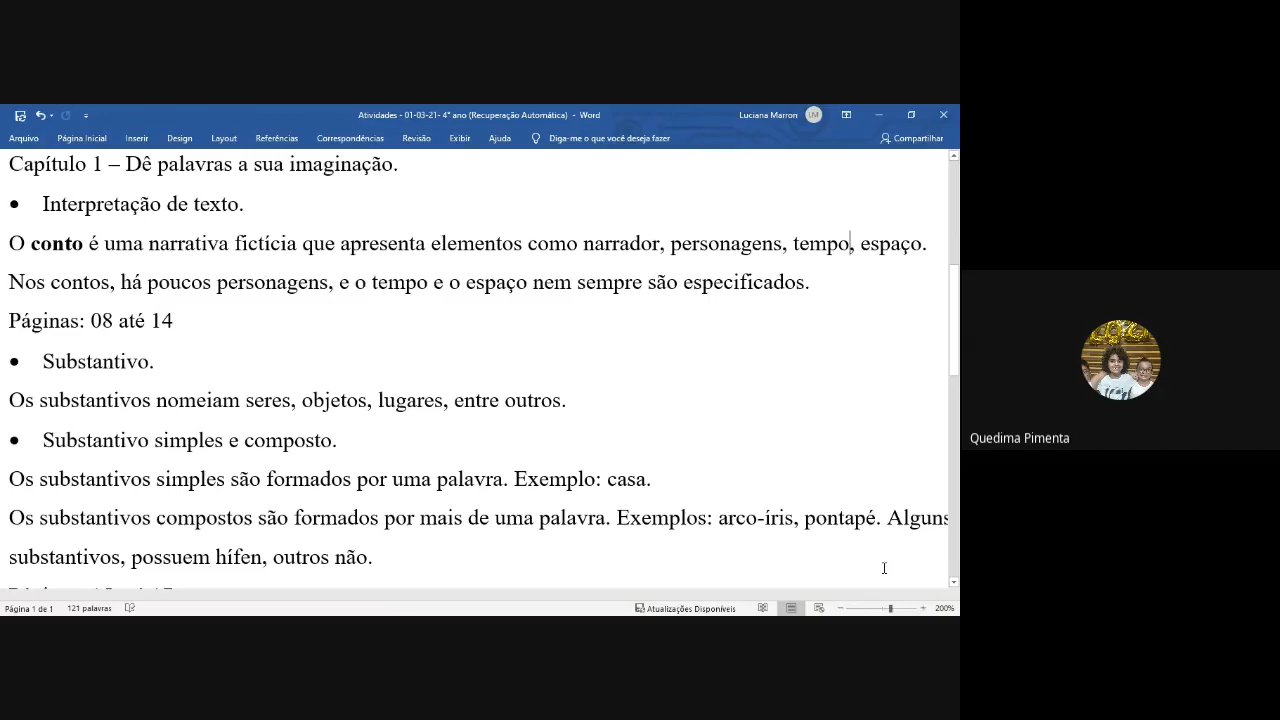 Atividades - 01-03-21- 4° ano (Recuperação Automática) - Word
Luciana Marron
LM
Arquivo
Página Inicial
Inserir
Design
Layout
Referências
Correspondências
Revisão
Exibir
Ajuda
Diga-me o que você deseja fazer
Compartilhar
Capítulo 1 – Dê palavras a sua imaginação.
• Interpretação de texto.
O conto é uma narrativa fictícia que apresenta elementos como narrador, personagens, tempo, espaço.
Nos contos, há poucos personagens, e o tempo e o espaço nem sempre são especificados.
Páginas: 08 até 14
• Substantivo.
Os substantivos nomeiam seres, objetos, lugares, entre outros.
• Substantivo simples e composto.
Os substantivos simples são formados por uma palavra. Exemplo: casa.
Os substantivos compostos são formados por mais de uma palavra. Exemplos: arco-íris, pontapé. Alguns
substantivos, possuem hífen, outros não.
Página 1 de 1
121 palavras
Atualizações Disponíveis
200%
Quedima Pimenta